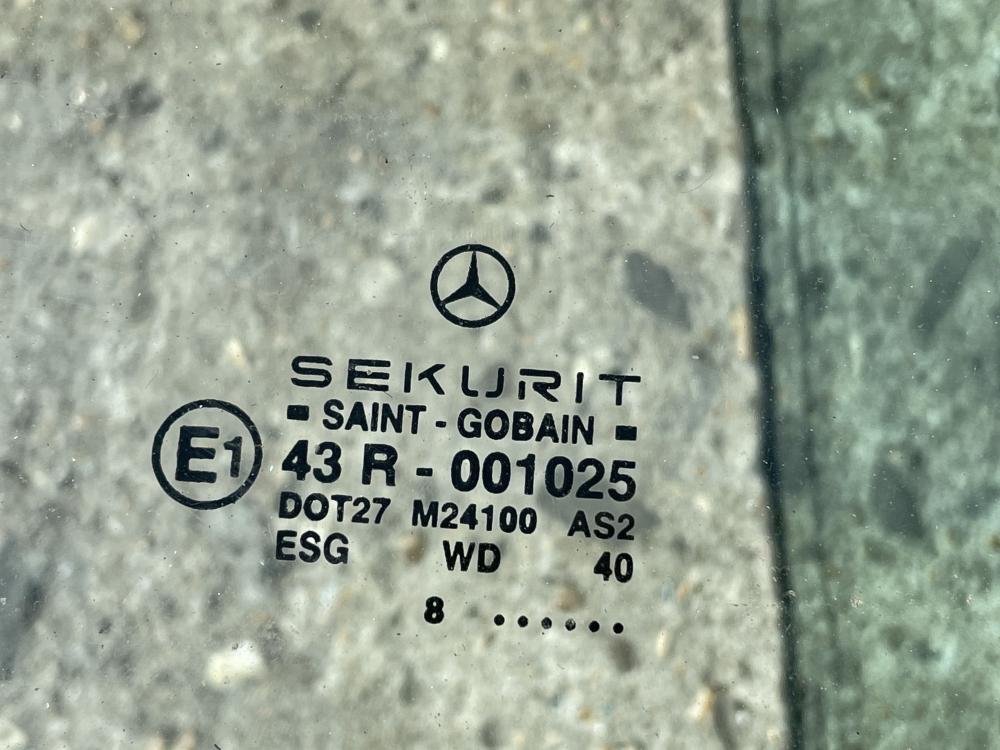 SEKURIT
▪ SAINT - GOBAIN ▪
E1 43 R - 001025
DOT27 M24100 AS2
ESG WD 40
8 ......